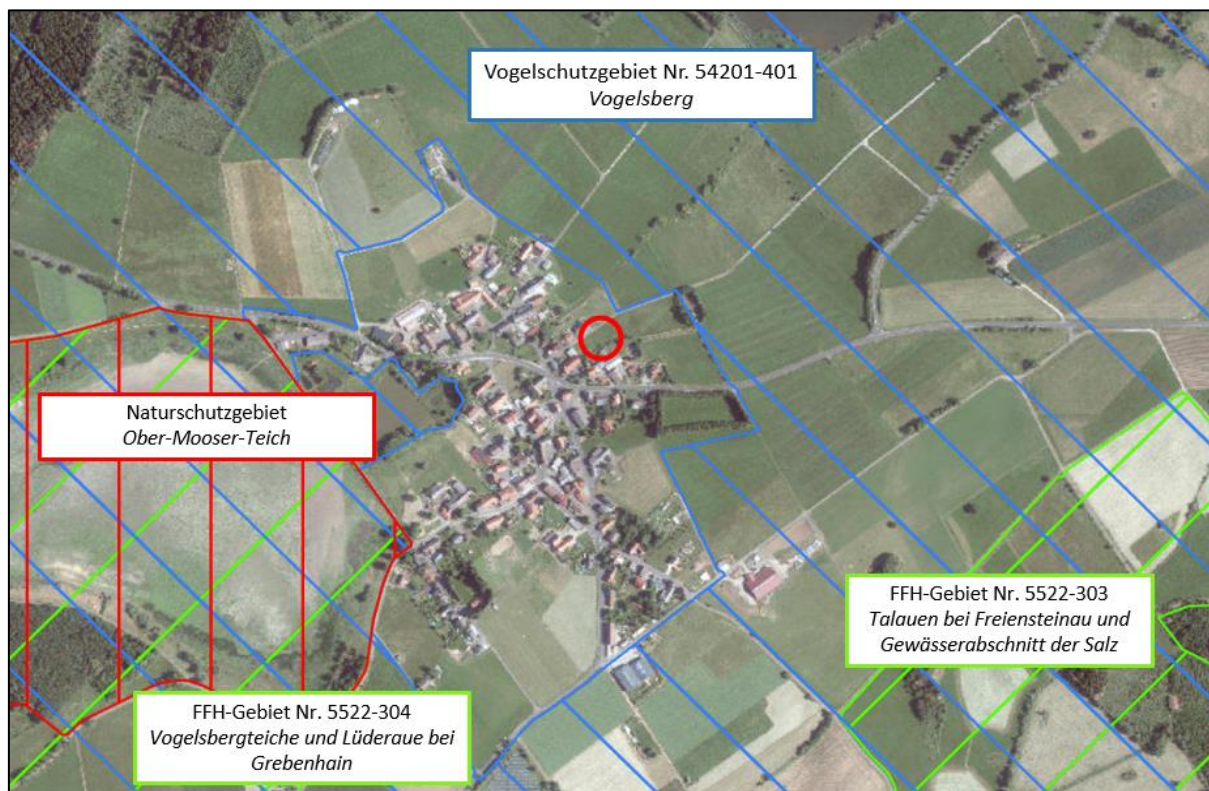 Vogelschutzgebiet Nr. 54201-401
Vogelsberg
Naturschutzgebiet
Ober-Mooser-Teich
FFH-Gebiet Nr. 5522-303
Talauen bei Freiensteinau und
Gewässerabschnitt der Salz
FFH-Gebiet Nr. 5522-304
Vogelsbergteiche und Lüderaue bei
Grebenhain